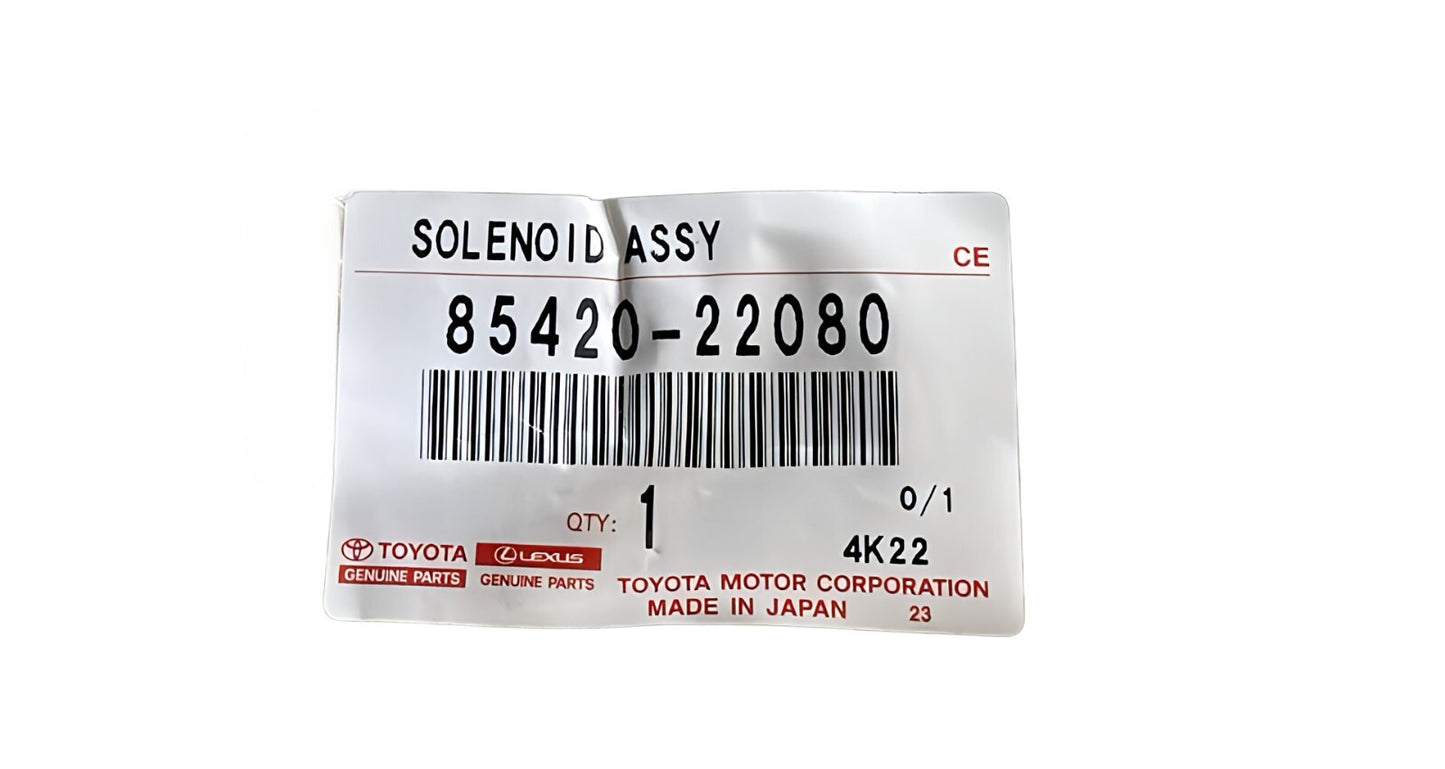 SOLENOID ASSY
CE
85420-22080
QTY: 1
0/1
4K22
TOYOTA
GENUINE PARTS
LEXUS
GENUINE PARTS
TOYOTA MOTOR CORPORATION
MADE IN JAPAN 23